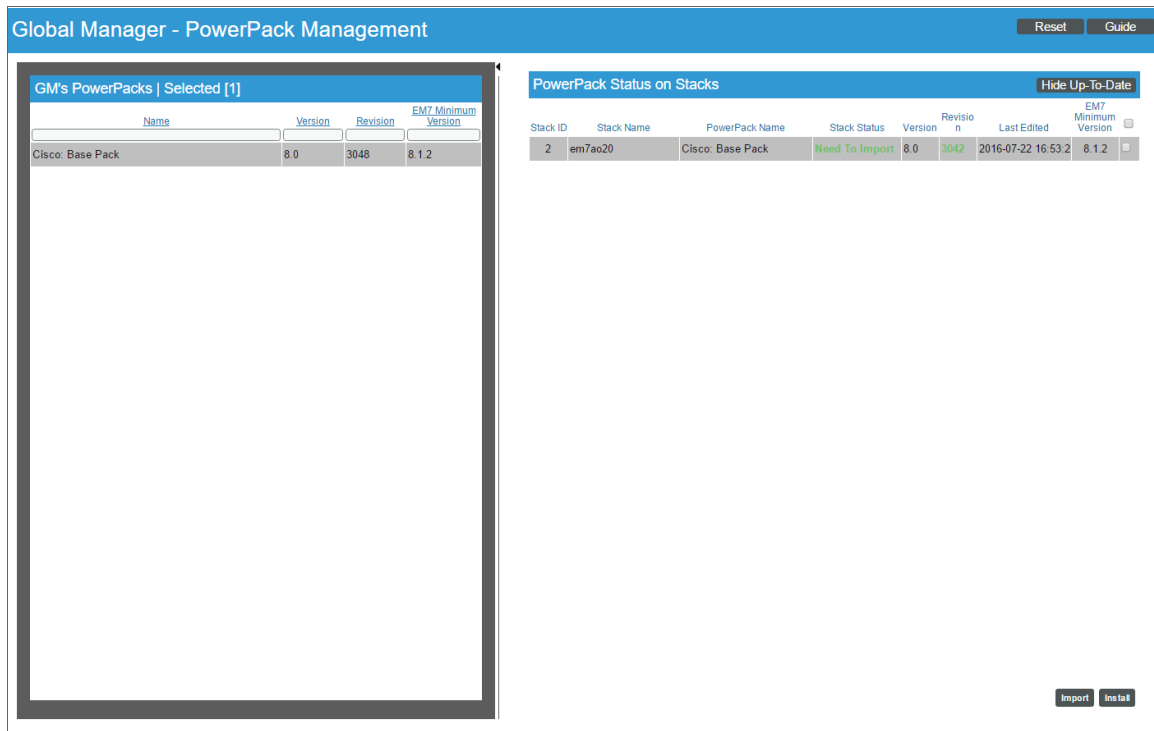 Global Manager - PowerPack Management
Reset Guide
GM's PowerPacks | Selected [1]
Name Version Revision EM7 Minimum Version
Cisco: Base Pack 8.0 3048 8.1.2
PowerPack Status on Stacks
Hide Up-To-Date
Stack ID Stack Name PowerPack Name Stack Status Version Revisio n Last Edited EM7 Minimum Version
2 em7ao20 Cisco: Base Pack Need To Import 8.0 3042 2016-07-22 16:53:2 8.1.2
Import Install